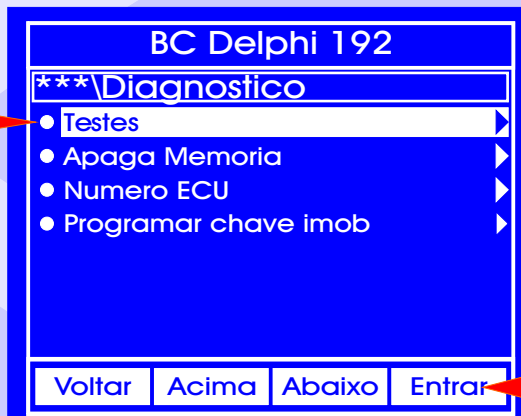 BC Delphi 192
***\Diagnostico
Testes
Apaga Memoria
Numero ECU
Programar chave imob
Voltar Acima Abaixo Entrar